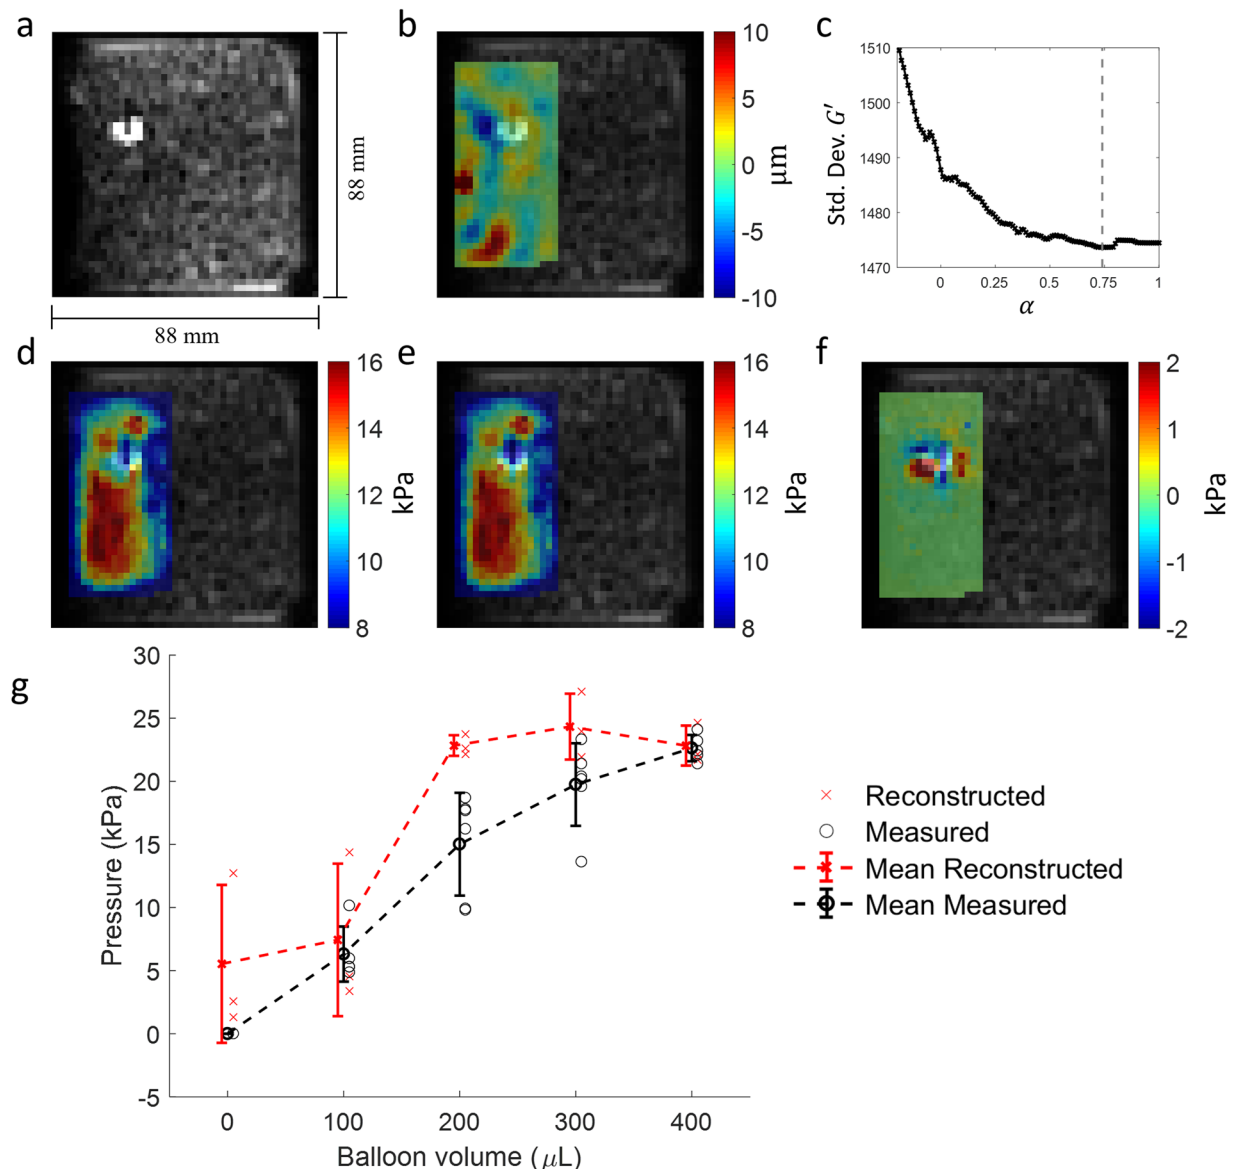 a
88 mm
88 mm
b
10
5
0
-5
-10
μm
c
1510
1500
1490
1480
1470
Std. Dev. G′
0
0.25
0.5
0.75
1
α
d
16
14
12
10
8
kPa
e
16
14
12
10
8
kPa
f
2
1
0
-1
-2
kPa
g
30
25
20
15
10
5
0
-5
Pressure (kPa)
0
100
200
300
400
Balloon volume (μL)
Reconstructed
Measured
Mean Reconstructed
Mean Measured